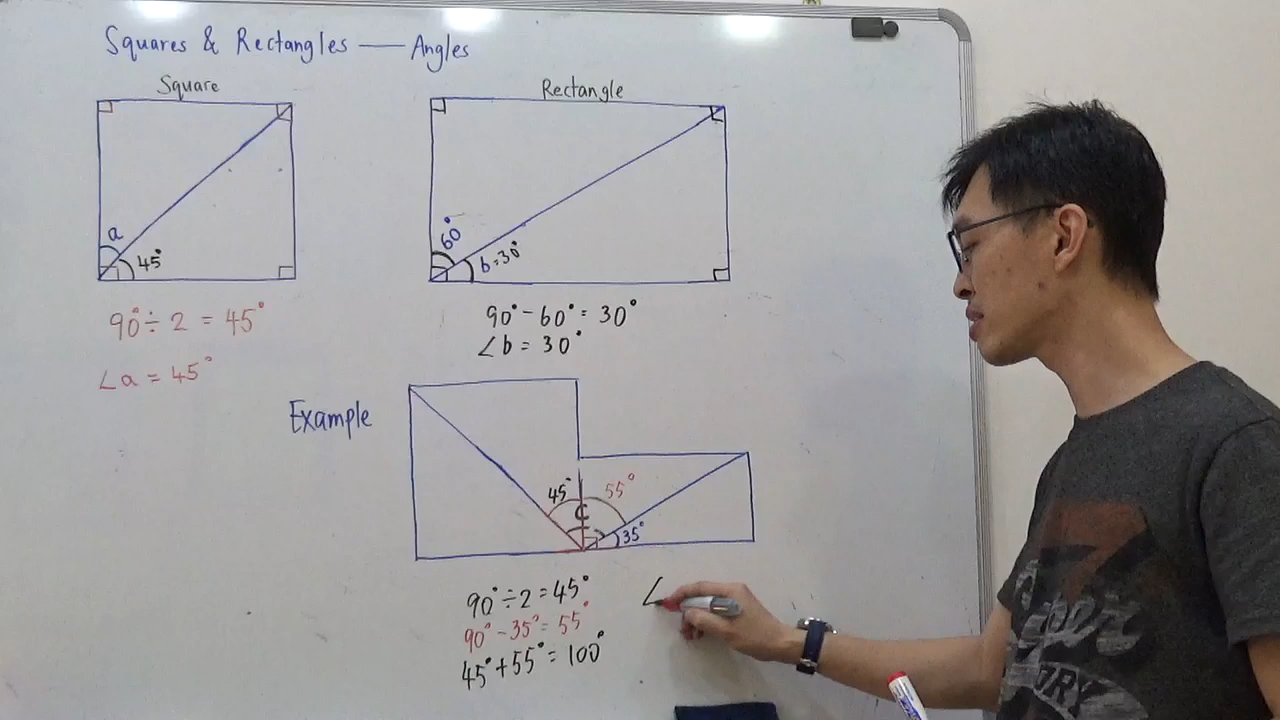 Squares & Rectangles — Angles
Square
Rectangle
a
45°
60°
b=30°
90°÷2 = 45°
∠a = 45°
90°-60°= 30°
∠b = 30°
Example
45°
55°
C
35°
90°÷2=45°
90°-35°=55°
45°+55°=100°
∠